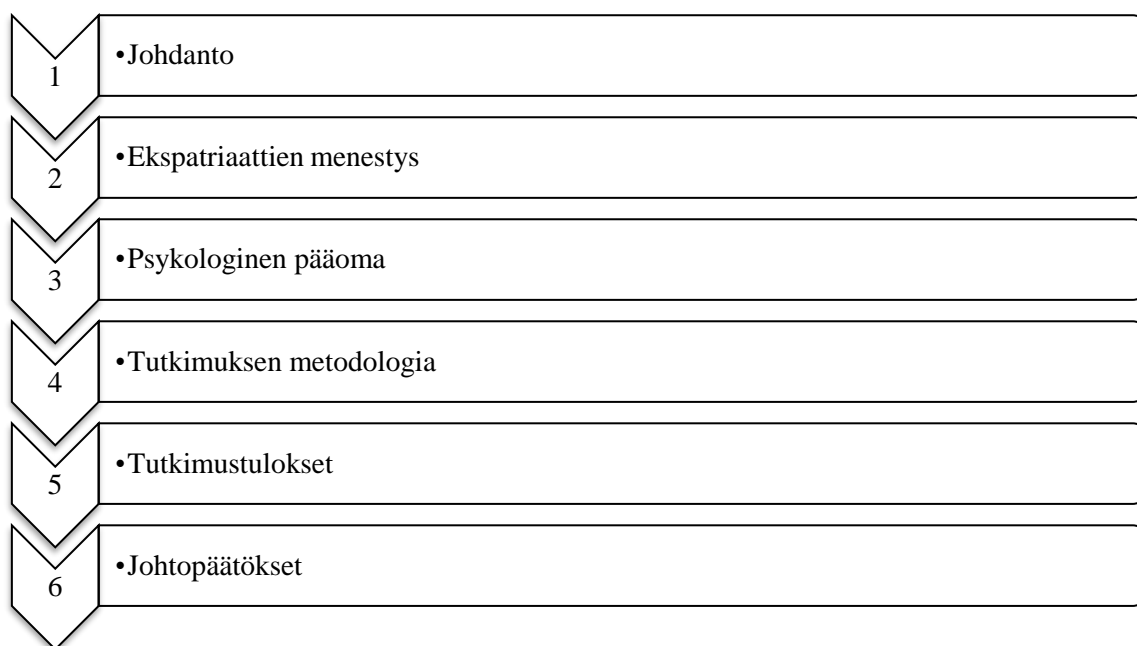 1
•Johdanto
2
•Ekspatriaattien menestys
3
•Psykologinen pääoma
4
•Tutkimuksen metodologia
5
•Tutkimustulokset
6
•Johtopäätökset